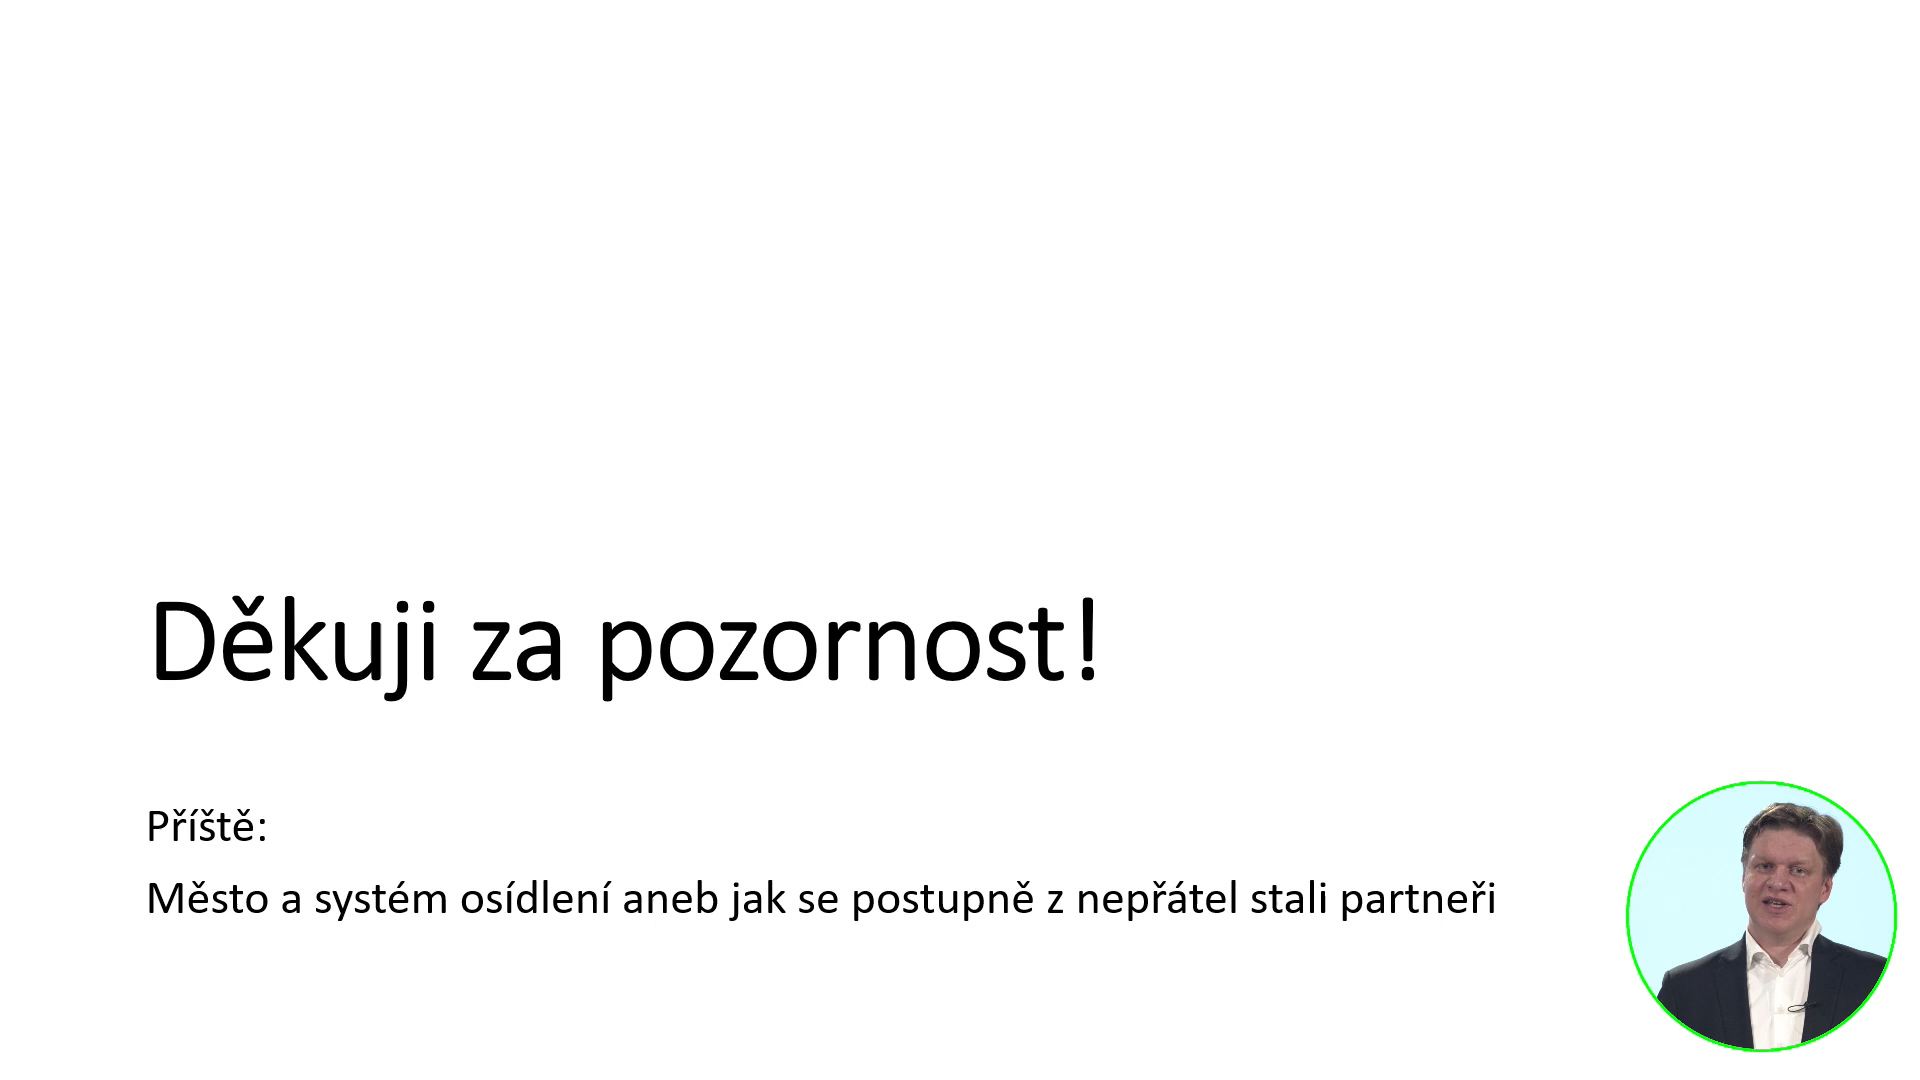 Děkuji za pozornost!
Příště:
Město a systém osídlení aneb jak se postupně z nepřátel stali partneři